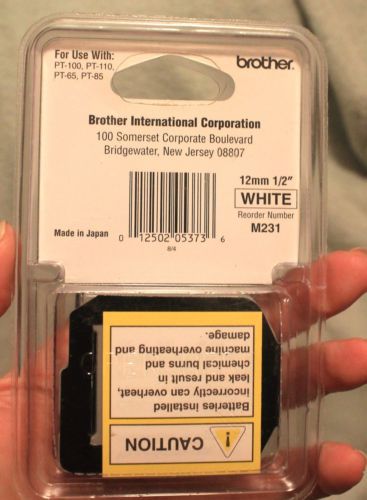 For Use With:
PT-100, PT-110,
PT-65, PT-85
brother
Brother International Corporation
100 Somerset Corporate Boulevard
Bridgewater, New Jersey 08807
12mm 1/2"
WHITE
Reorder Number
M231
Made in Japan
0 12502 05373 6
8/4
CAUTION
Batteries installed
incorrectly can overheat,
leak and result in
chemical burns and
machine overheating and
damage.